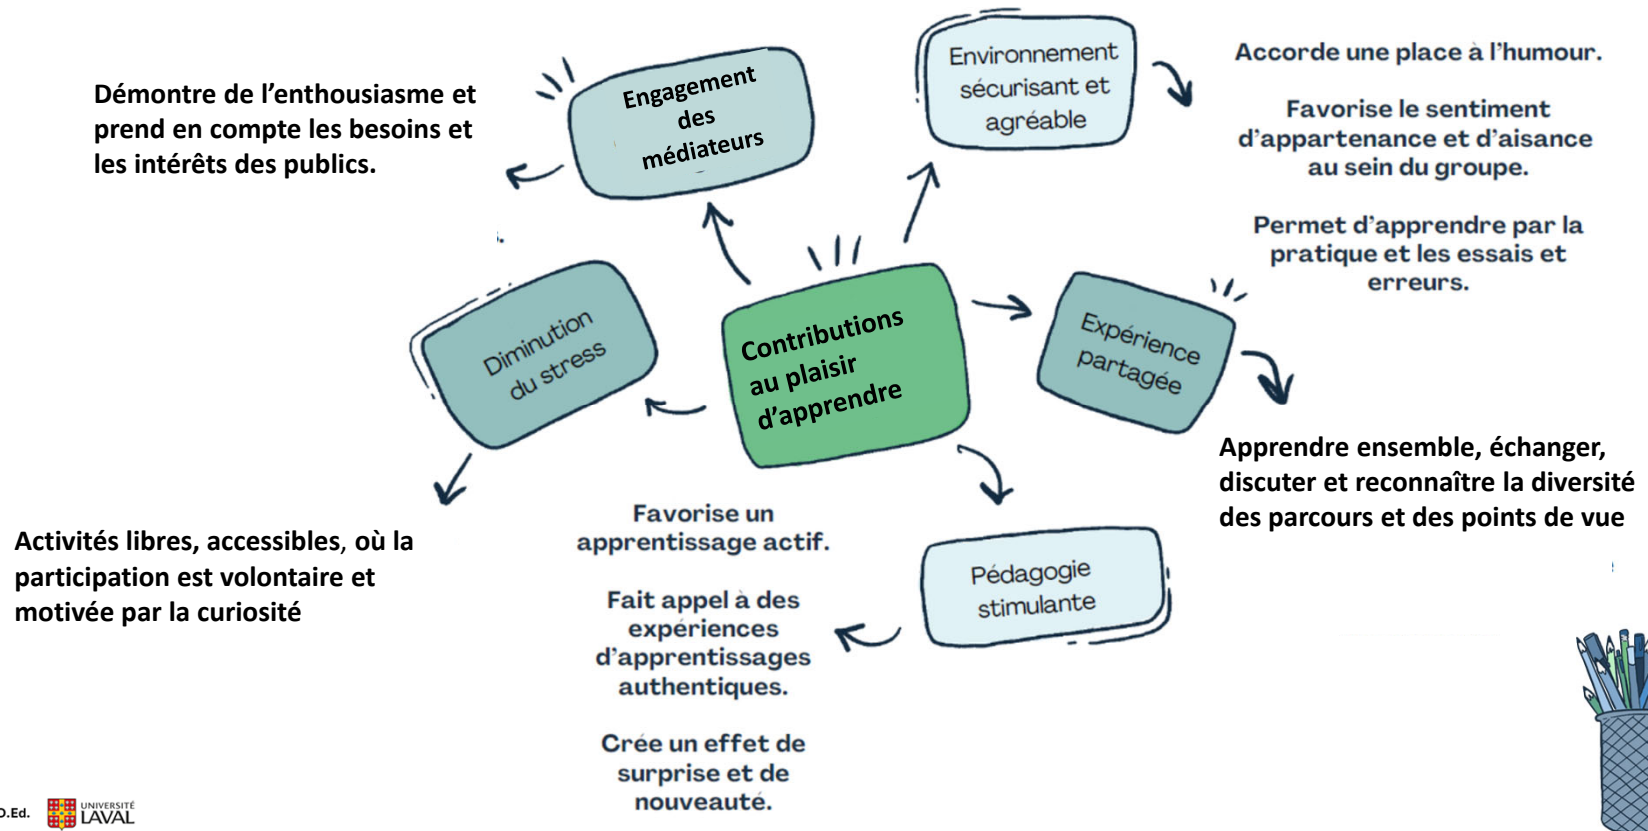 Démontre de l’enthousiasme et
prend en compte les besoins et
les intérêts des publics.
Engagement
des
médiateurs
Environnement
sécurisant et
agréable
Accorde une place à l’humour.
Favorise le sentiment
d’appartenance et d’aisance
au sein du groupe.
Permet d’apprendre par la
pratique et les essais et
erreurs.
Diminution
du stress
Contributions
au plaisir
d’apprendre
Expérience
partagée
Apprendre ensemble, échanger,
discuter et reconnaître la diversité
des parcours et des points de vue
Activités libres, accessibles, où la
participation est volontaire et
motivée par la curiosité
Favorise un
apprentissage actif.
Fait appel à des
expériences
d’apprentissages
authentiques.
Crée un effet de
surprise et de
nouveauté.
Pédagogie
stimulante
D.Ed.
UNIVERSITÉ
LAVAL